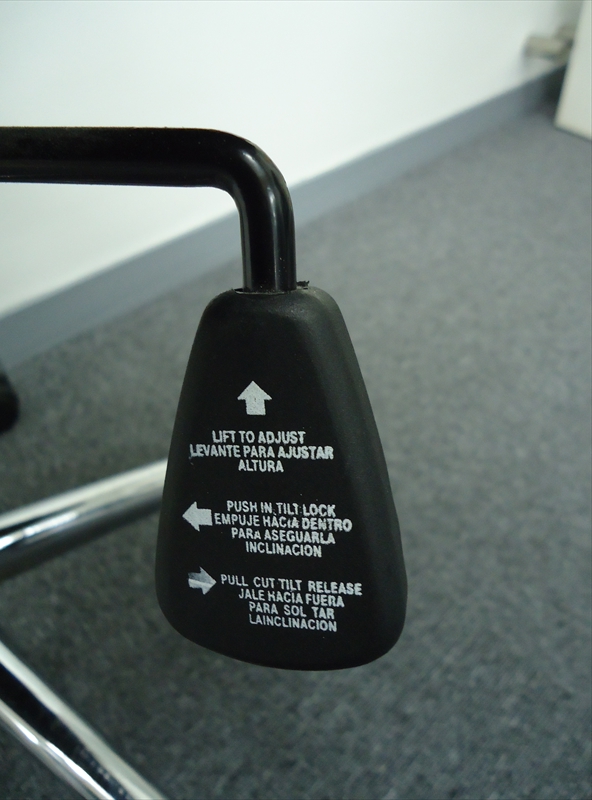 LIFT TO ADJUST
LEVANTE PARA AJUSTAR
ALTURA
PUSH IN TILT LOCK
EMPUJE HACIA DENTRO
PARA ASEGUARLA
INCLINACION
PULL CUT TILT RELEASE
JALE HACIA FUERA
PARA SOL TAR
LAINCLINACION